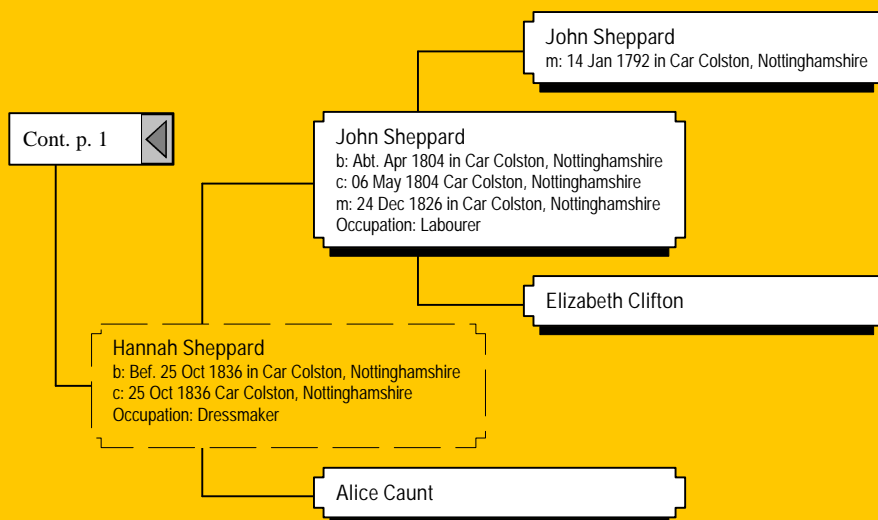 John Sheppard
m: 14 Jan 1792 in Car Colston, Nottinghamshire
Cont. p. 1
John Sheppard
b: Abt. Apr 1804 in Car Colston, Nottinghamshire
c: 06 May 1804 Car Colston, Nottinghamshire
m: 24 Dec 1826 in Car Colston, Nottinghamshire
Occupation: Labourer
Elizabeth Clifton
Hannah Sheppard
b: Bef. 25 Oct 1836 in Car Colston, Nottinghamshire
c: 25 Oct 1836 Car Colston, Nottinghamshire
Occupation: Dressmaker
Alice Caunt